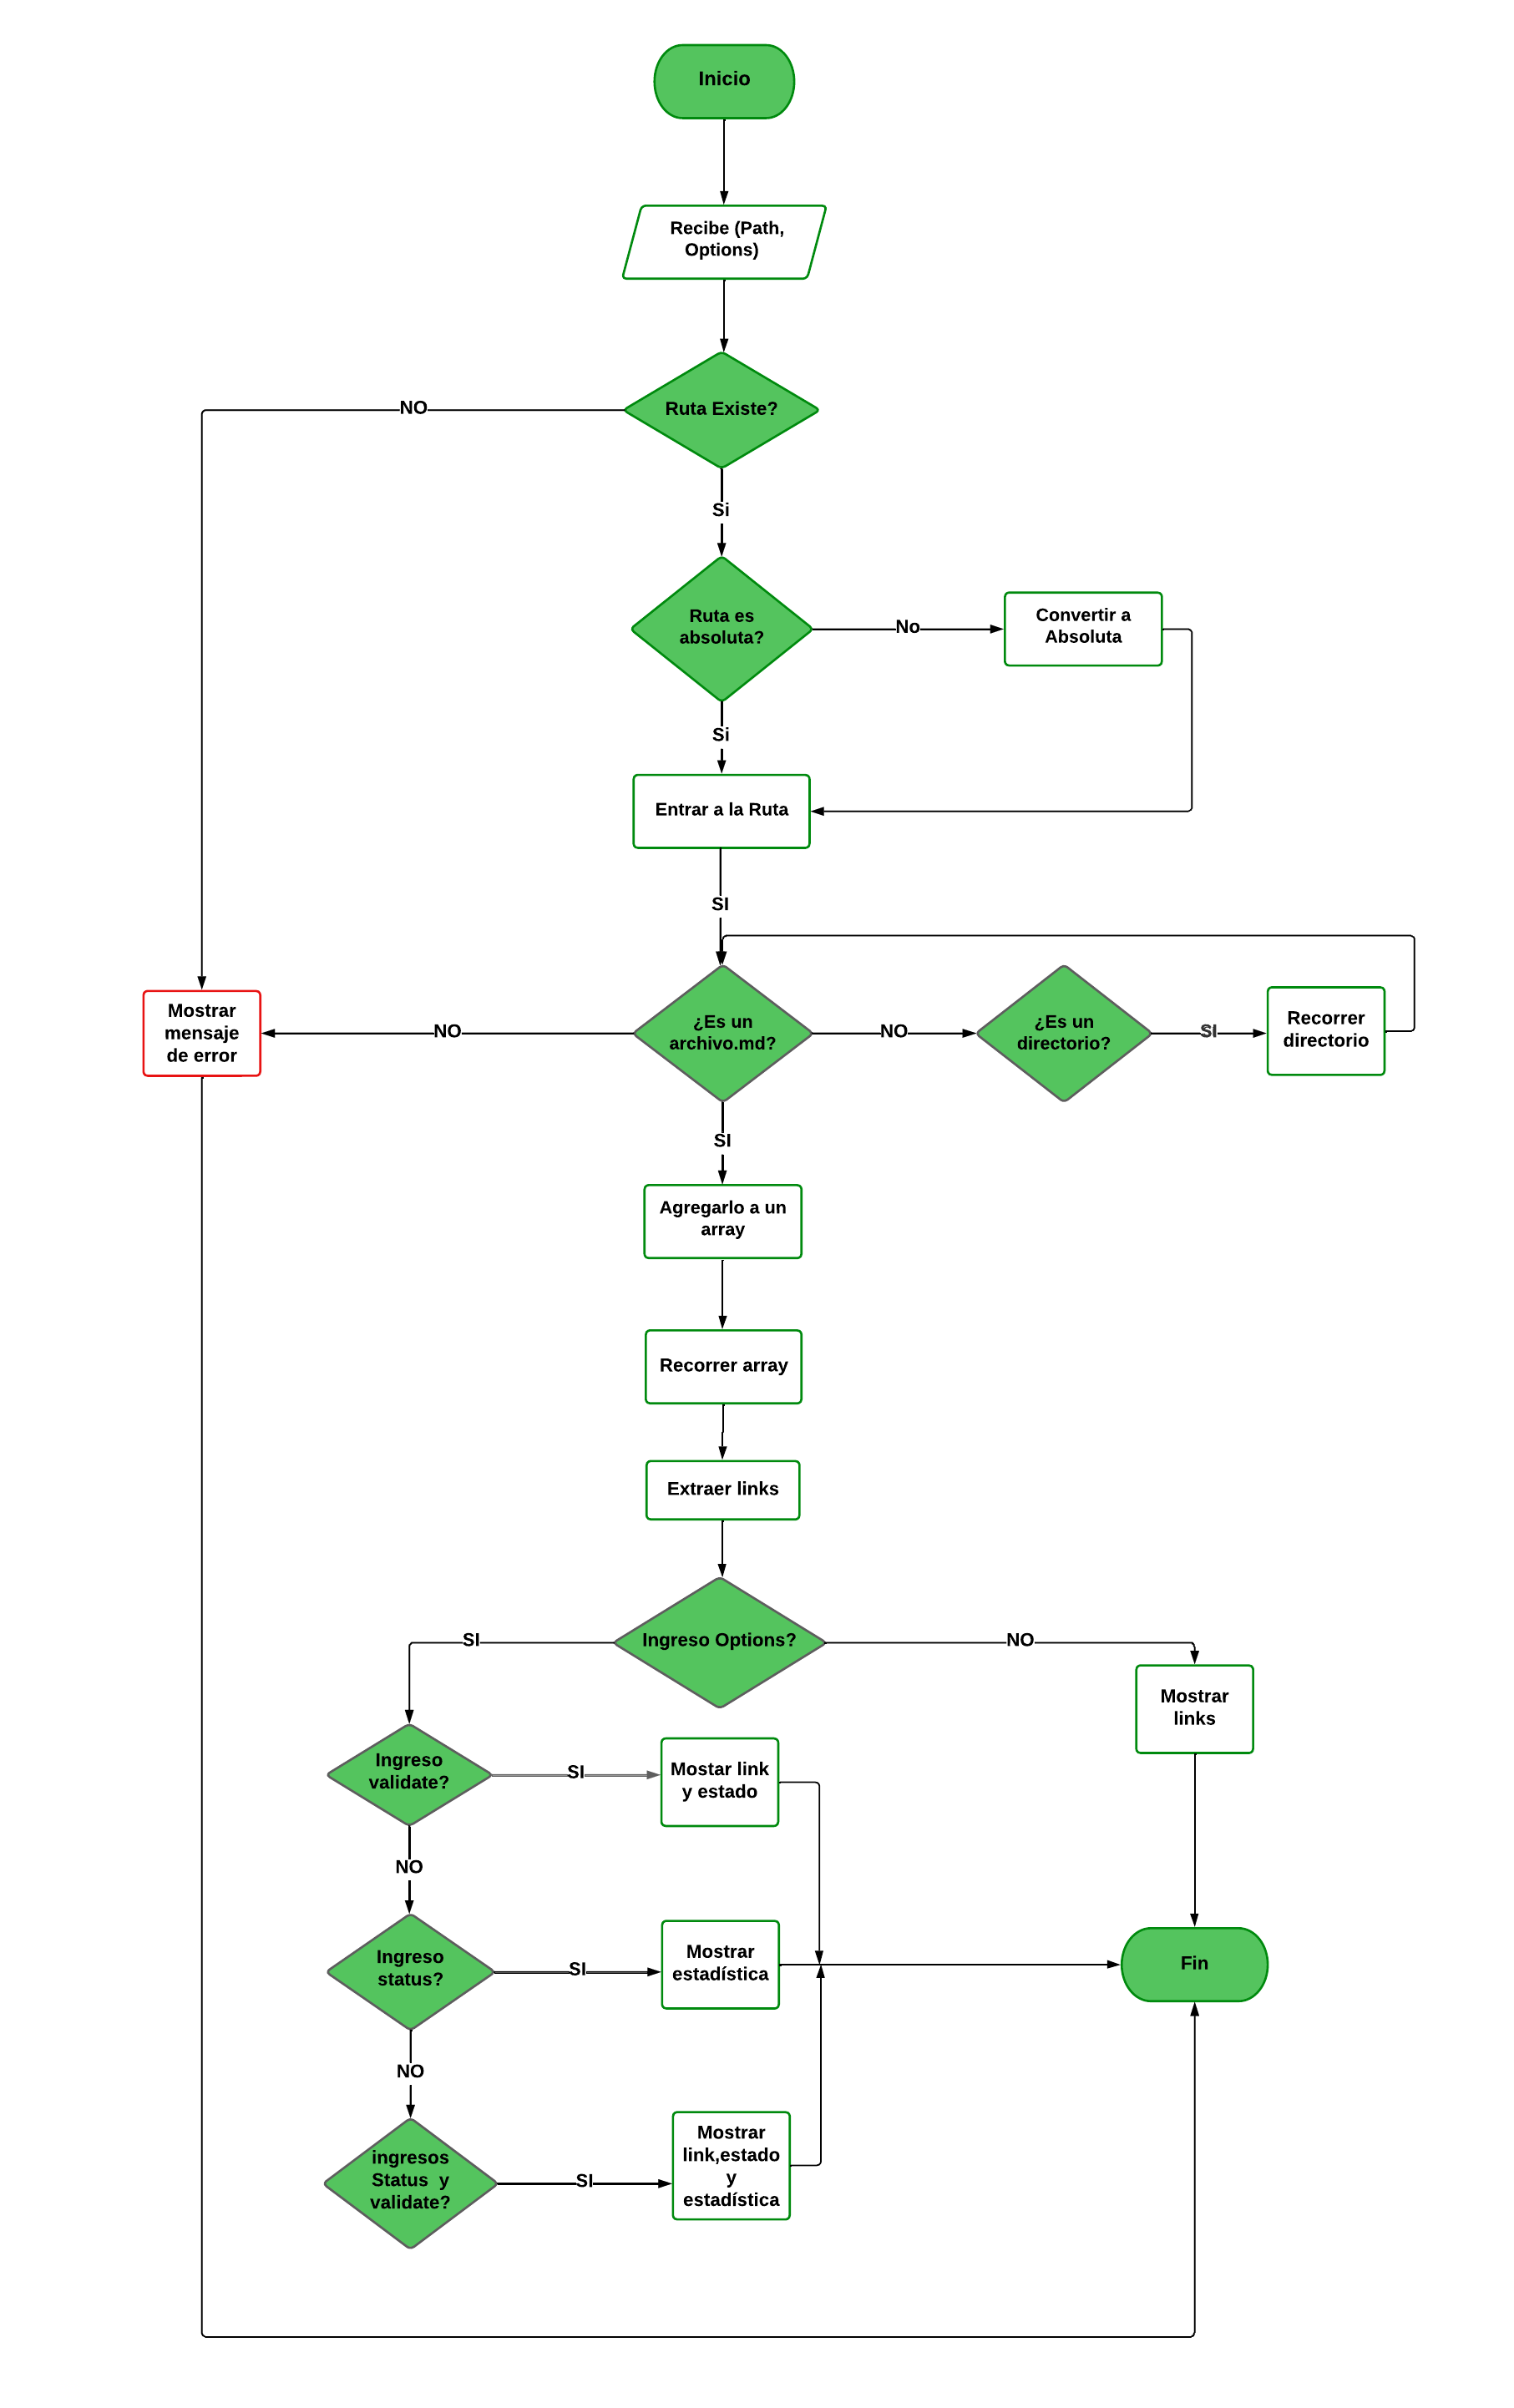 Inicio
Recibe (Path,
Options)
Ruta Existe?
NO
Si
Ruta es
absoluta?
No
Convertir a
Absoluta
Si
Entrar a la Ruta
SI
Mostrar
mensaje
de error
NO
¿Es un
archivo.md?
NO
¿Es un
directorio?
SI
Recorrer
directorio
SI
Agregarlo a un
array
Recorrer array
Extraer links
Ingreso Options?
SI
NO
Mostrar
links
Ingreso
validate?
SI
Mostar link
y estado
NO
Ingreso
status?
SI
Mostrar
estadística
Fin
NO
ingresos
Status y
validate?
SI
Mostrar
link,estado
y
estadística